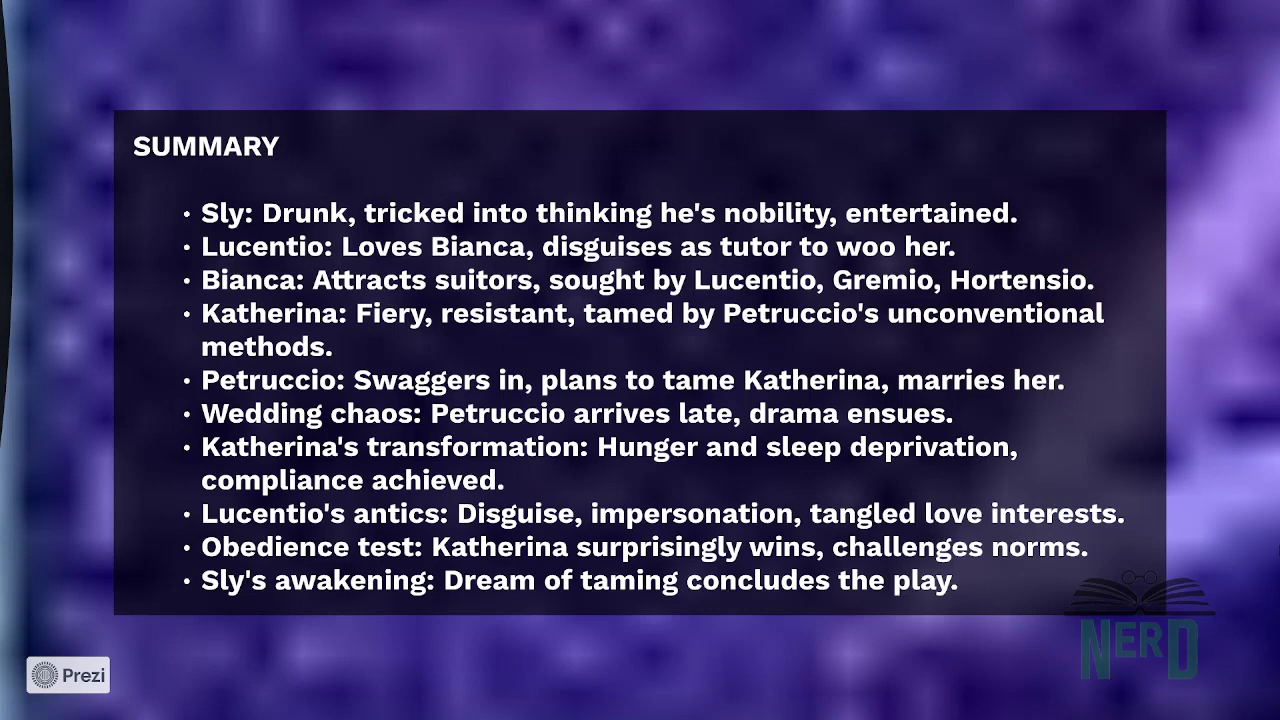 SUMMARY
• Sly: Drunk, tricked into thinking he's nobility, entertained.
• Lucentio: Loves Bianca, disguises as tutor to woo her.
• Bianca: Attracts suitors, sought by Lucentio, Gremio, Hortensio.
• Katherina: Fiery, resistant, tamed by Petruccio's unconventional
methods.
• Petruccio: Swaggers in, plans to tame Katherina, marries her.
• Wedding chaos: Petruccio arrives late, drama ensues.
• Katherina's transformation: Hunger and sleep deprivation,
compliance achieved.
• Lucentio's antics: Disguise, impersonation, tangled love interests.
• Obedience test: Katherina surprisingly wins, challenges norms.
• Sly's awakening: Dream of taming concludes the play.
NERD
Prezi